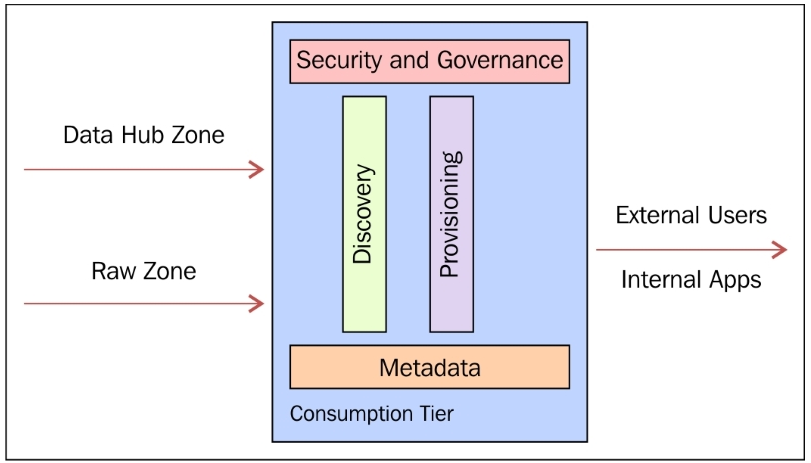 Security and Governance
Data Hub Zone
Raw Zone
Discovery
Provisioning
External Users
Internal Apps
Metadata
Consumption Tier